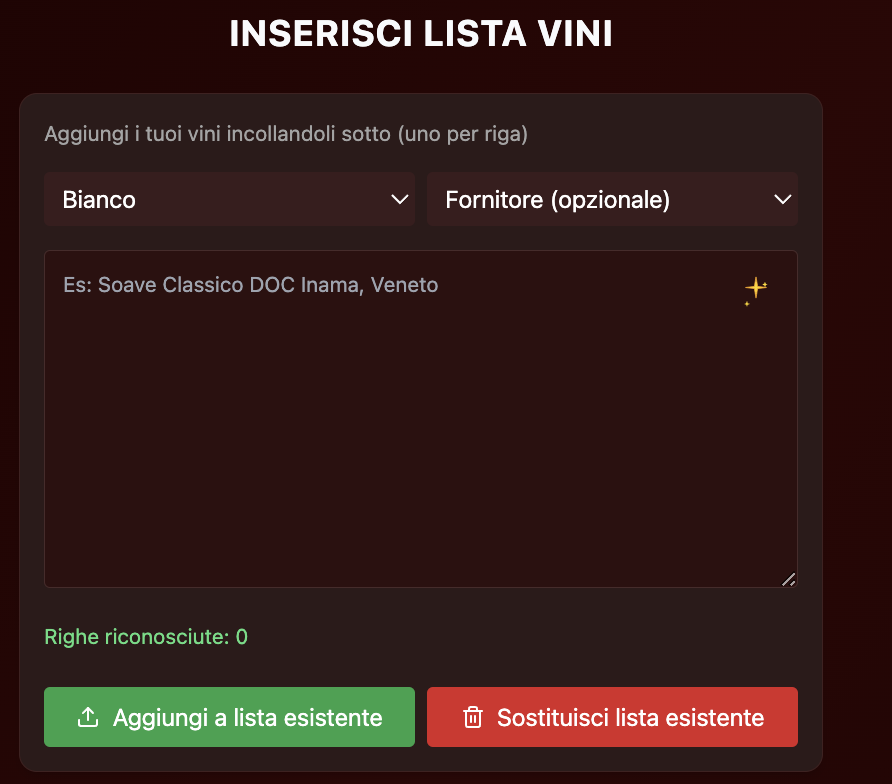 INSERISCI LISTA VINI
Aggiungi i tuoi vini incollandoli sotto (uno per riga)
Bianco
Fornitore (opzionale)
Es: Soave Classico DOC Inama, Veneto
Righe riconosciute: 0
Aggiungi a lista esistente
Sostituisci lista esistente